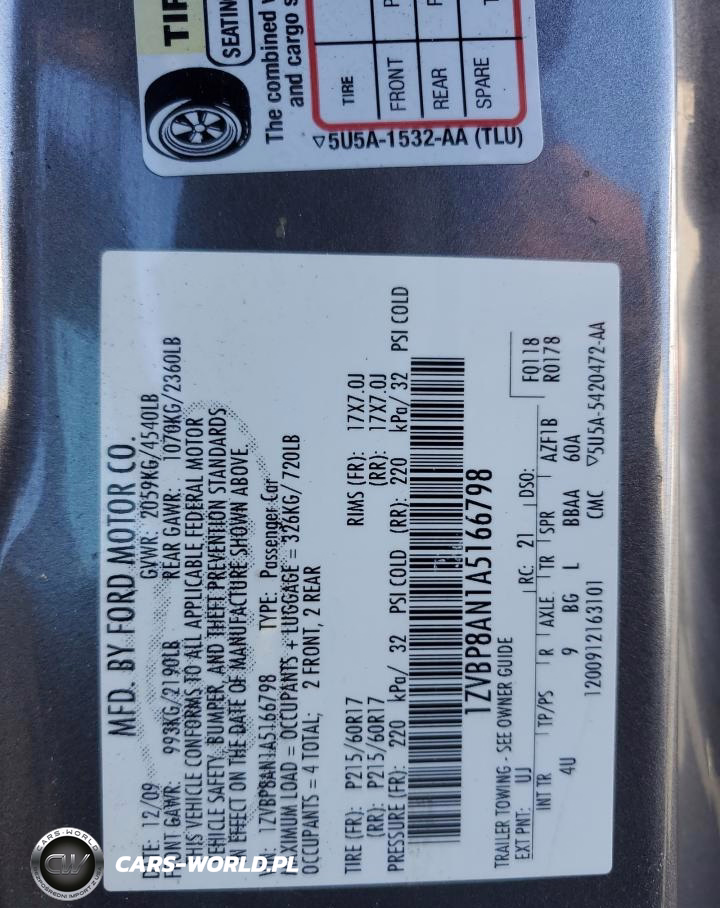 TIR
SEATIN
The combined
and cargo s
TIRE
FRONT
REAR
SPARE
▽5U5A-1532-AA (TLU)
MFD. BY FORD MOTOR CO.
DATE: 12/09 GVWR: 2059KG/4540LB
FRONT GAWR: 993KG/2190LB REAR GAWR: 1070KG/2360LB
THIS VEHICLE CONFORMS TO ALL APPLICABLE FEDERAL MOTOR
VEHICLE SAFETY, BUMPER, AND THEFT PREVENTION STANDARDS
IN EFFECT ON THE DATE OF MANUFACTURE SHOWN ABOVE.
VIN: 1ZVBP8AN1A5166798 TYPE: Passenger Car
MAXIMUM LOAD = OCCUPANTS + LUGGAGE = 326KG/ 720LB
OCCUPANTS = 4 TOTAL; 2 FRONT, 2 REAR
TIRE (FR): P215/60R17 RIMS (FR): 17X7.0J
(RR): P215/60R17 (RR): 17X7.0J
PRESSURE (FR): 220 kPa/ 32 PSI COLD (RR): 220 kPa/ 32 PSI COLD
1ZVBP8AN1A5166798
TRAILER TOWING - SEE OWNER GUIDE
EXT PNT: UJ RC: 21 DSO: F0118
R0178
INT TR TP/PS R AXLE TR SPR AZF1B
4U 9 BG L BBAA 60A
1200912163101 CMC ▽5U5A-5420472-AA
CARS-WORLD
CW
BEZPOŚREDNI IMPORT Z USA
CARS-WORLD.PL